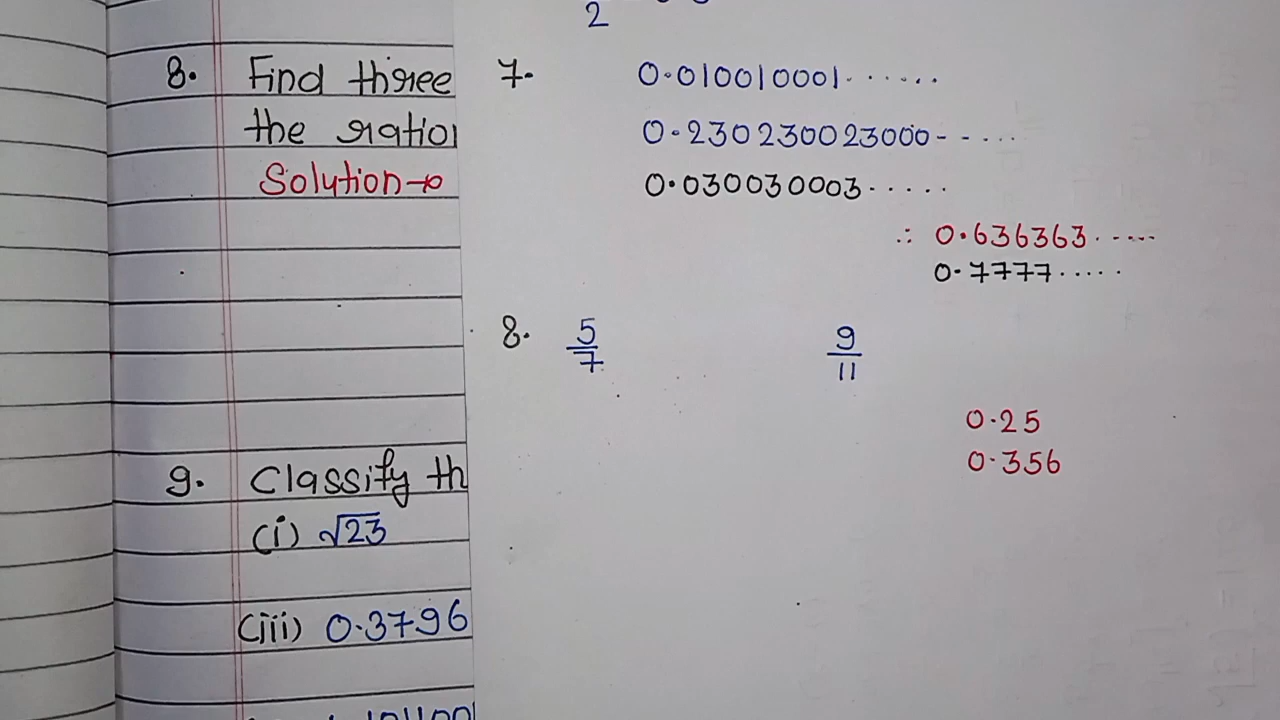 2
8. Find three
the ration
Solution→
9. Classify th
(i) √23
(iii) 0.3796
7. 0.010010001......
0.230230023000-----
0.030030003.....
∴ 0.636363.....
0.7777.....
8. 5/7 9/11
0.25
0.356